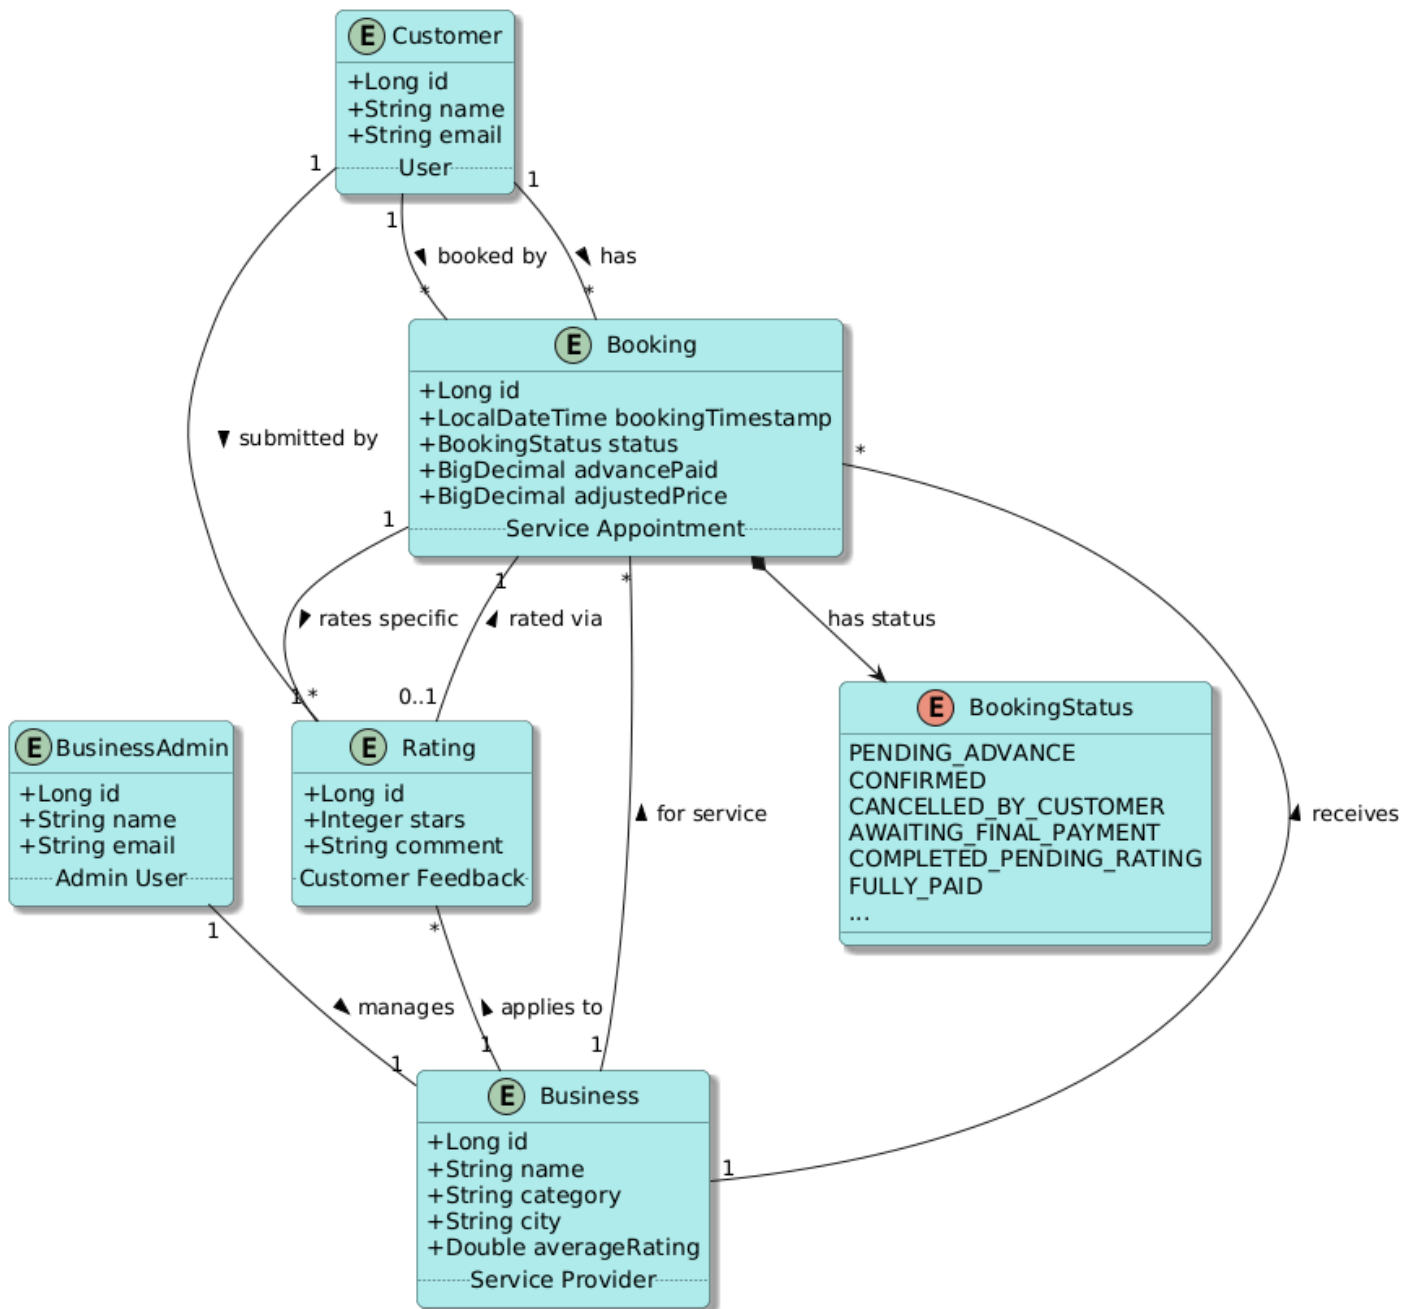 E Customer
+Long id
+String name
+String email
User
1
1
1
booked by
has
*
*
E Booking
+Long id
+LocalDateTime bookingTimestamp
+BookingStatus status
+BigDecimal advancePaid
+BigDecimal adjustedPrice
Service Appointment
submitted by
*
1
1
*
rates specific
rated via
has status
1 *
0..1
E BookingStatus
PENDING_ADVANCE
CONFIRMED
CANCELLED_BY_CUSTOMER
AWAITING_FINAL_PAYMENT
COMPLETED_PENDING_RATING
FULLY_PAID
...
E BusinessAdmin
+Long id
+String name
+String email
Admin User
E Rating
+Long id
+Integer stars
+String comment
Customer Feedback
for service
receives
1
*
manages
applies to
1
1
1
E Business
+Long id
+String name
+String category
+String city
+Double averageRating
Service Provider
1